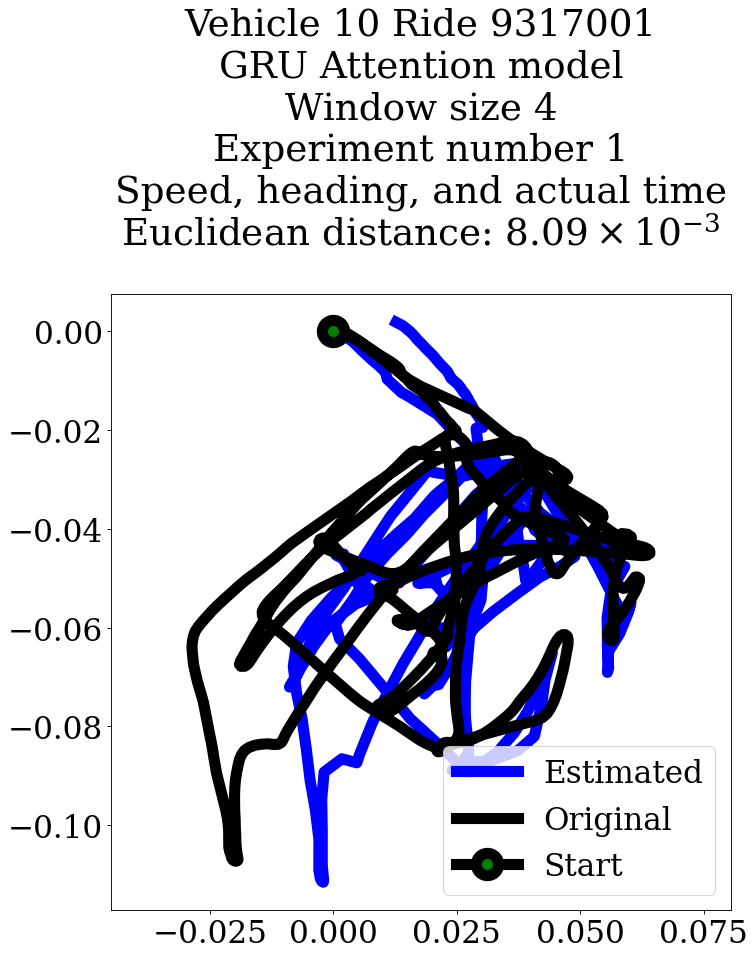 Vehicle 10 Ride 9317001
GRU Attention model
Window size 4
Experiment number 1
Speed, heading, and actual time
Euclidean distance: 8.09 × 10⁻³
0.00
−0.02
−0.04
−0.06
−0.08
−0.10
Estimated
Original
Start
−0.025 0.000 0.025 0.050 0.075